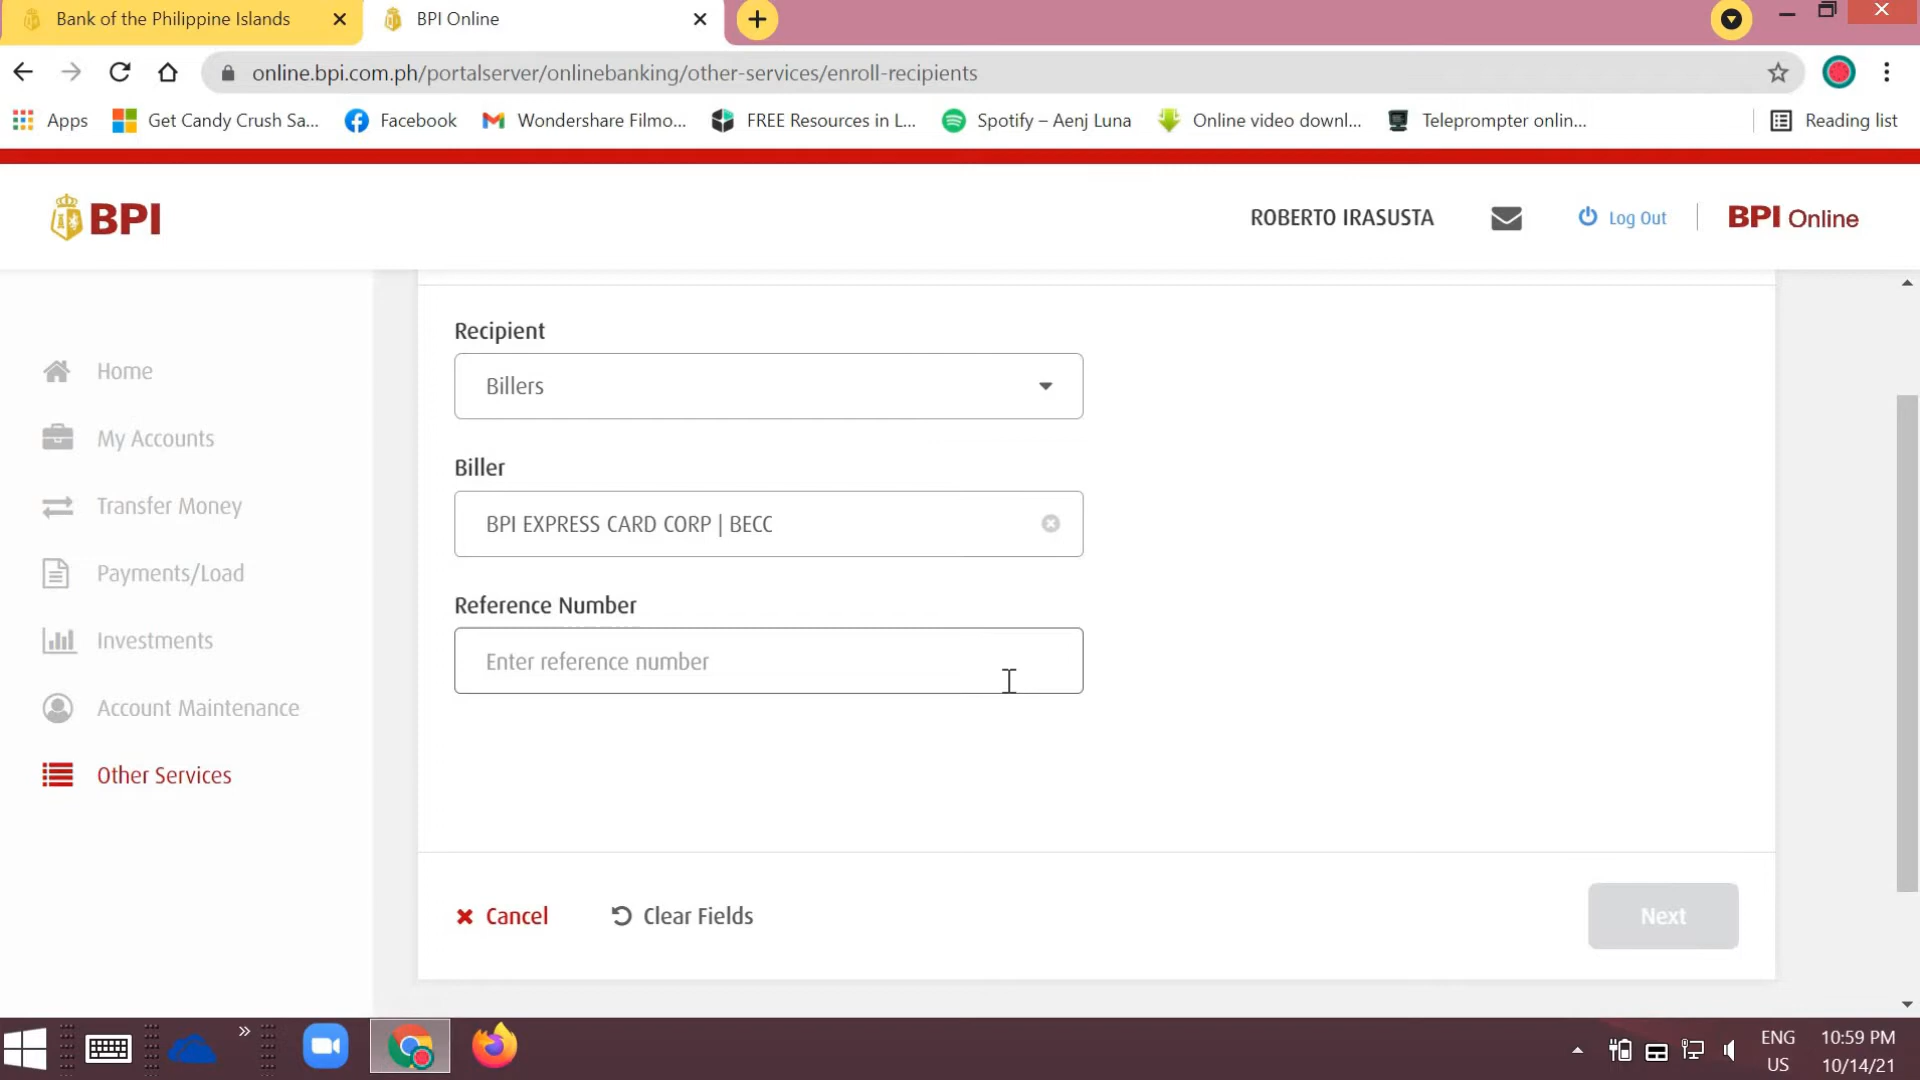 Bank of the Philippine Islands
BPI Online
online.bpi.com.ph/portalserver/onlinebanking/other-services/enroll-recipients
Apps
Get Candy Crush Sa...
Facebook
Wondershare Filmo...
FREE Resources in L...
Spotify – Aenj Luna
Online video downl...
Teleprompter onlin...
Reading list
BPI
ROBERTO IRASUSTA
Log Out
BPI Online
Home
My Accounts
Transfer Money
Payments/Load
Investments
Account Maintenance
Other Services
Recipient
Billers
Biller
BPI EXPRESS CARD CORP | BECC
Reference Number
Enter reference number
Cancel
Clear Fields
Next
ENG
US
10:59 PM
10/14/21